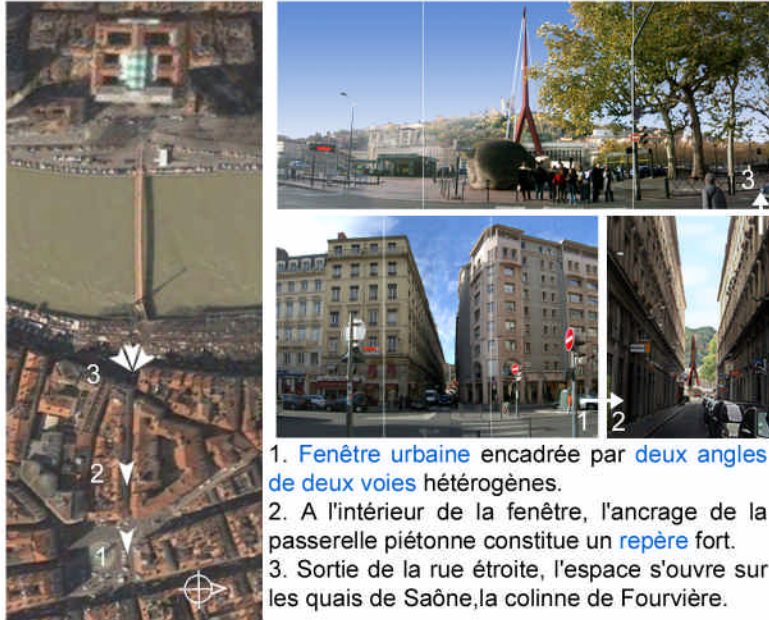 3
2
1
3
1
2
1. Fenêtre urbaine encadrée par deux angles
de deux voies hétérogènes.
2. A l'intérieur de la fenêtre, l'ancrage de la
passerelle piétonne constitue un repère fort.
3. Sortie de la rue étroite, l'espace s'ouvre sur
les quais de Saône,la colinne de Fourvière.